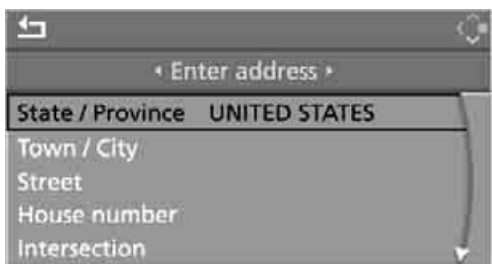 Enter address
State / Province UNITED STATES
Town / City
Street
House number
Intersection